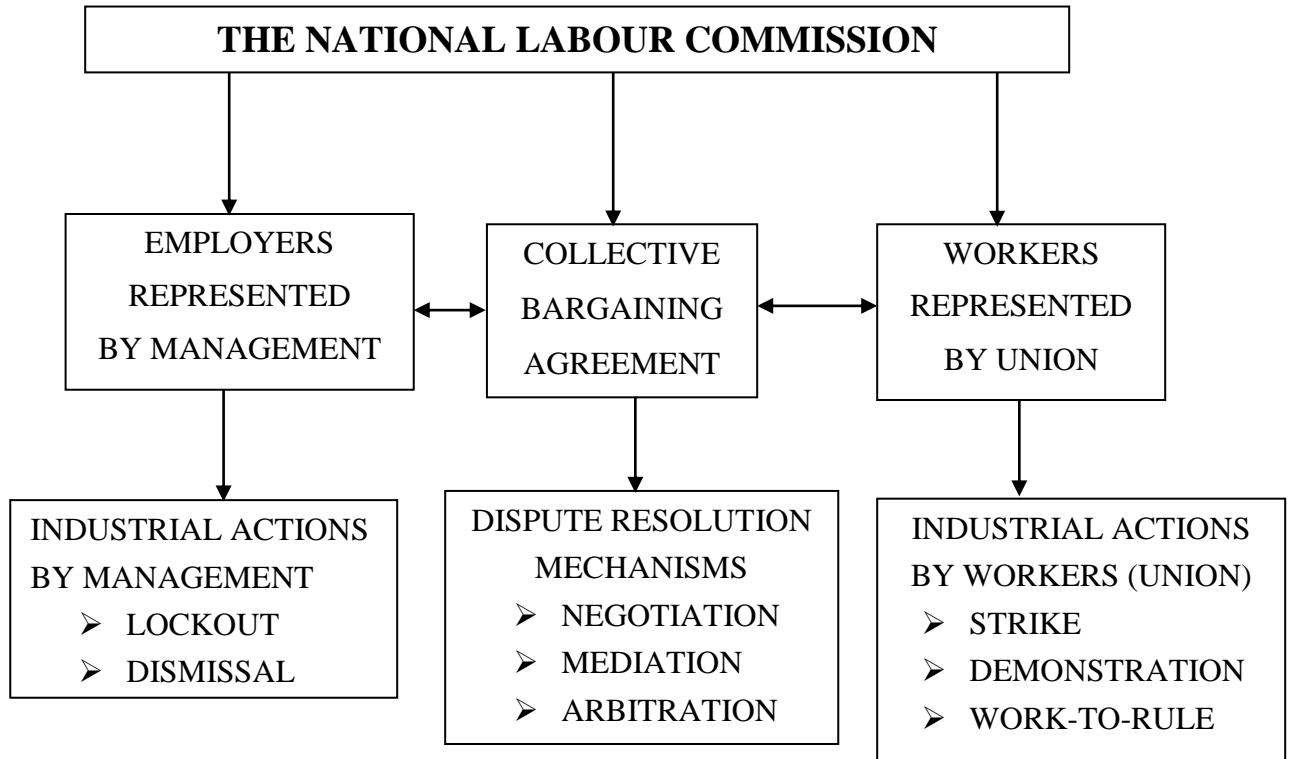 THE NATIONAL LABOUR COMMISSION
EMPLOYERS
REPRESENTED
BY MANAGEMENT
COLLECTIVE
BARGAINING
AGREEMENT
WORKERS
REPRESENTED
BY UNION
INDUSTRIAL ACTIONS
BY MANAGEMENT
➢ LOCKOUT
➢ DISMISSAL
DISPUTE RESOLUTION
MECHANISMS
➢ NEGOTIATION
➢ MEDIATION
➢ ARBITRATION
INDUSTRIAL ACTIONS
BY WORKERS (UNION)
➢ STRIKE
➢ DEMONSTRATION
➢ WORK-TO-RULE